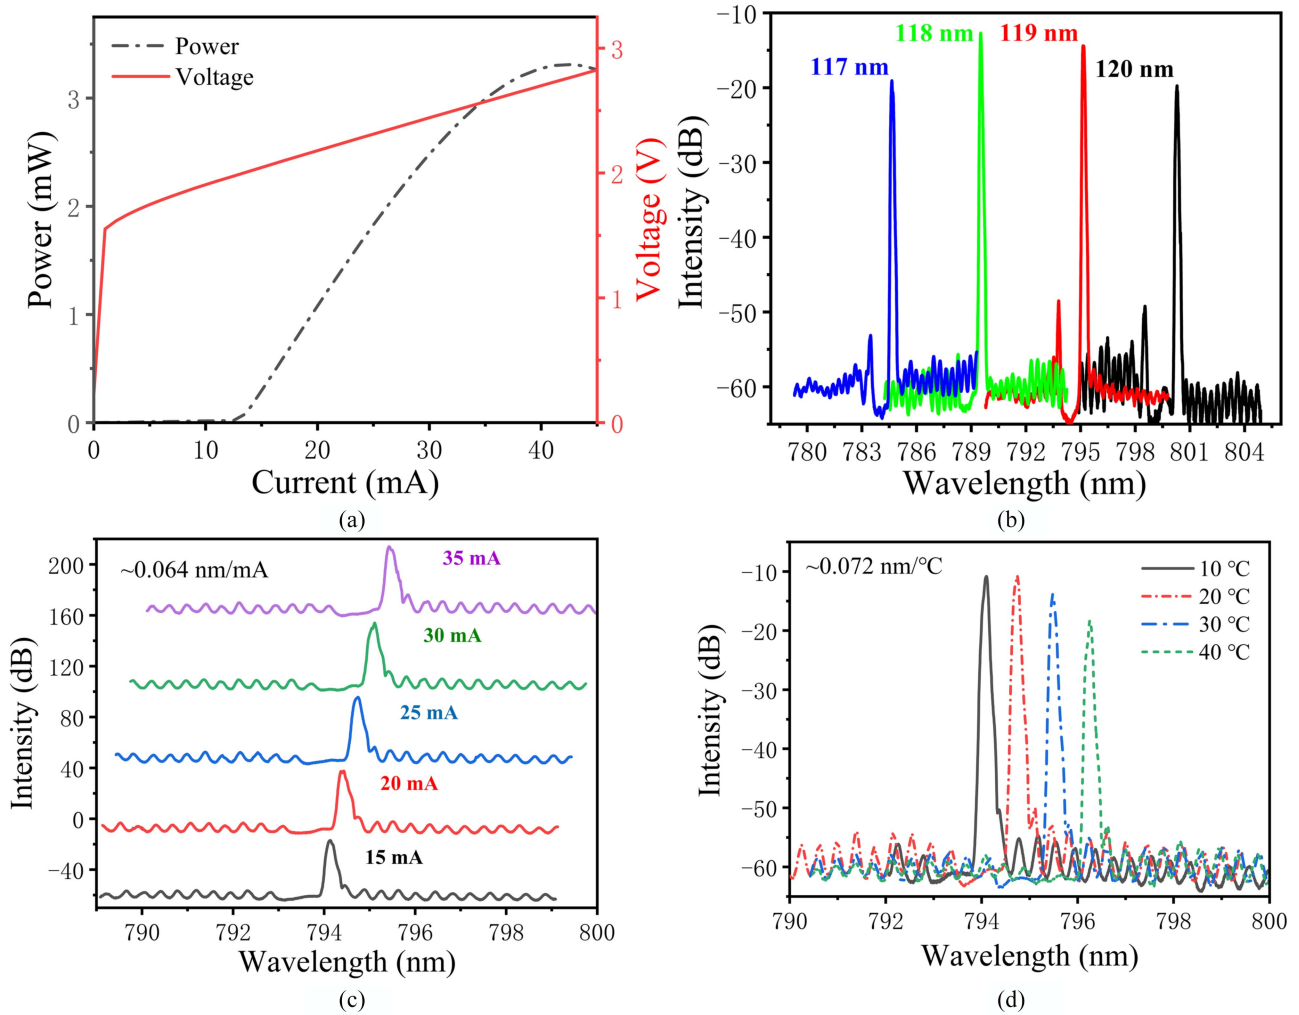 Power
Voltage
3
2
1
0
0
10
20
30
40
3
2
1
0
Power (mW)
Voltage (V)
Current (mA)
(a)
−10
−20
−30
−40
−50
−60
117 nm
118 nm
119 nm
120 nm
780
783
786
789
792
795
798
801
804
Intensity (dB)
Wavelength (nm)
(b)
200
160
120
80
40
0
−40
~0.064 nm/mA
35 mA
30 mA
25 mA
20 mA
15 mA
790
792
794
796
798
800
Intensity (dB)
Wavelength (nm)
(c)
−10
−20
−30
−40
−50
−60
~0.072 nm/℃
10 ℃
20 ℃
30 ℃
40 ℃
790
792
794
796
798
800
Intensity (dB)
Wavelength (nm)
(d)